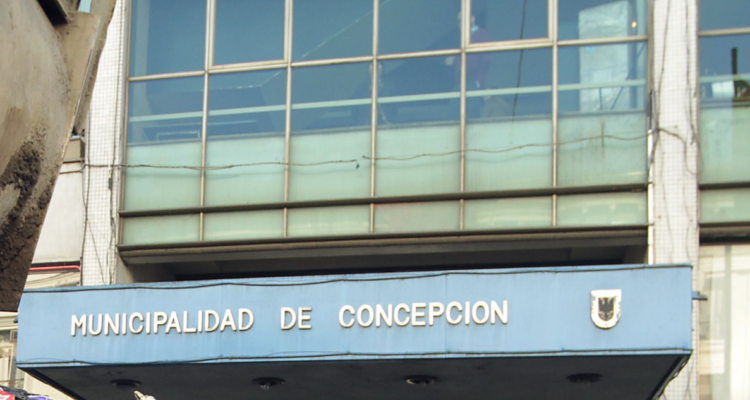 MUNICIPALIDAD DE CONCEPCION